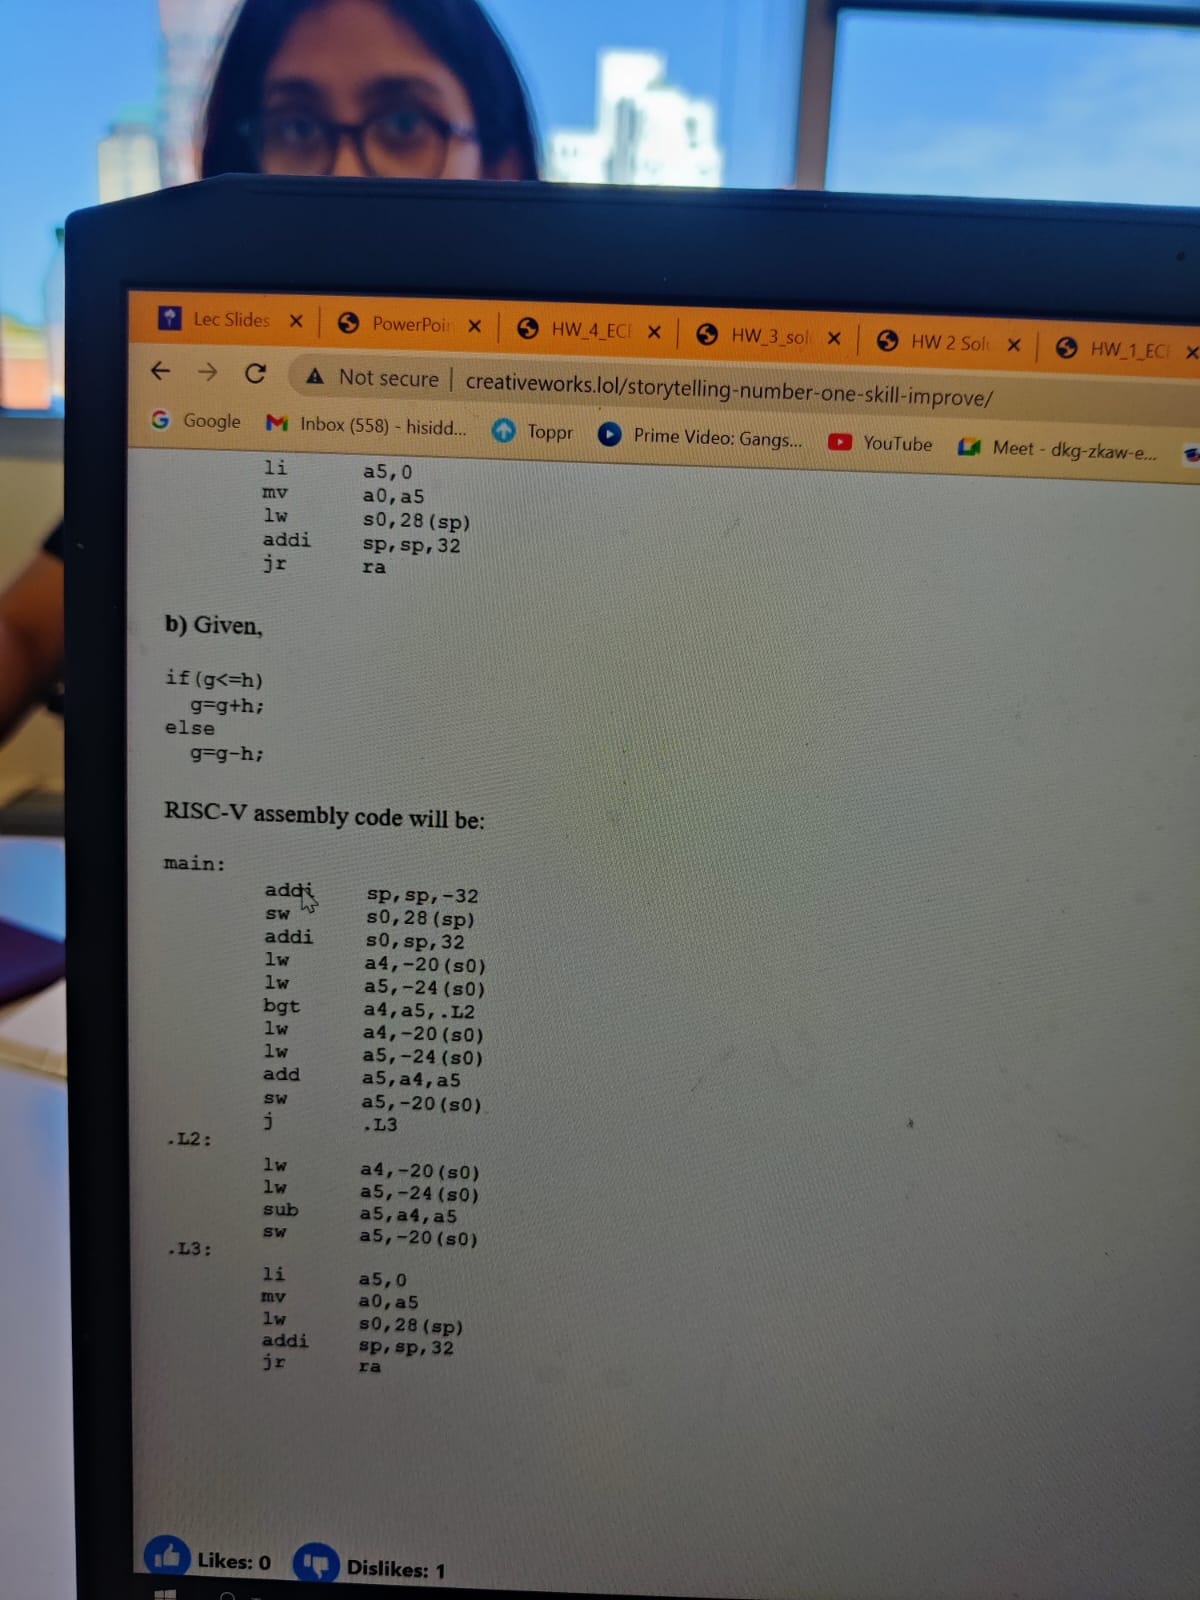 Lec Slides
PowerPoi
HW_4_ECI
HW_3_sol
HW 2 Sol
HW_1_ECI
Not secure | creativeworks.lol/storytelling-number-one-skill-improve/
Google Inbox (558) - hisidd... Toppr Prime Video: Gangs... YouTube Meet - dkg-zkaw-e...
li a5,0
mv a0,a5
lw s0,28(sp)
addi sp,sp,32
jr ra
b) Given,
if(g<=h)
g=g+h;
else
g=g-h;
RISC-V assembly code will be:
main:
addi sp,sp,-32
sw s0,28(sp)
addi s0,sp,32
lw a4,-20(s0)
lw a5,-24(s0)
bgt a4,a5,.L2
lw a4,-20(s0)
lw a5,-24(s0)
add a5,a4,a5
sw a5,-20(s0)
j .L3
.L2:
lw a4,-20(s0)
lw a5,-24(s0)
sub a5,a4,a5
sw a5,-20(s0)
.L3:
li a5,0
mv a0,a5
lw s0,28(sp)
addi sp,sp,32
jr ra
Likes: 0 Dislikes: 1